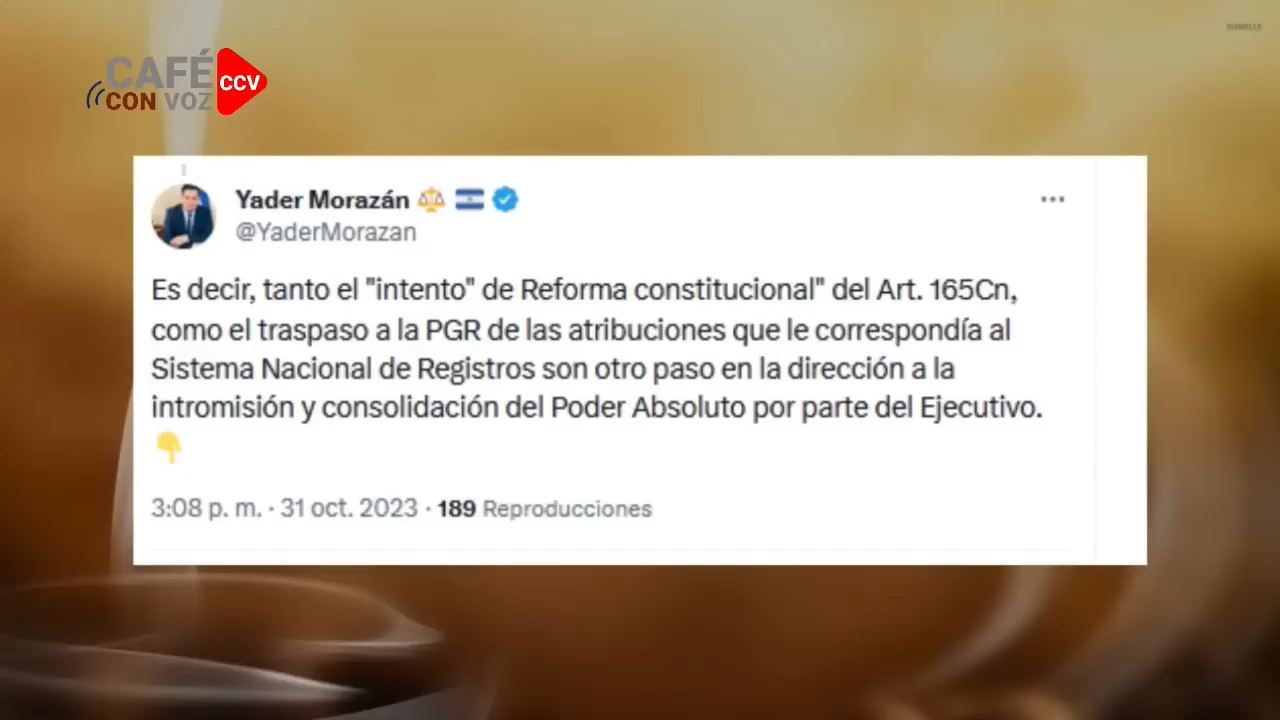 CAFÉ
CON VOZ
CCV
Yader Morazán
@YaderMorazan
Es decir, tanto el "intento" de Reforma constitucional" del Art. 165Cn,
como el traspaso a la PGR de las atribuciones que le correspondía al
Sistema Nacional de Registros son otro paso en la dirección a la
intromisión y consolidación del Poder Absoluto por parte del Ejecutivo.
3:08 p. m. · 31 oct. 2023 · 189 Reproducciones